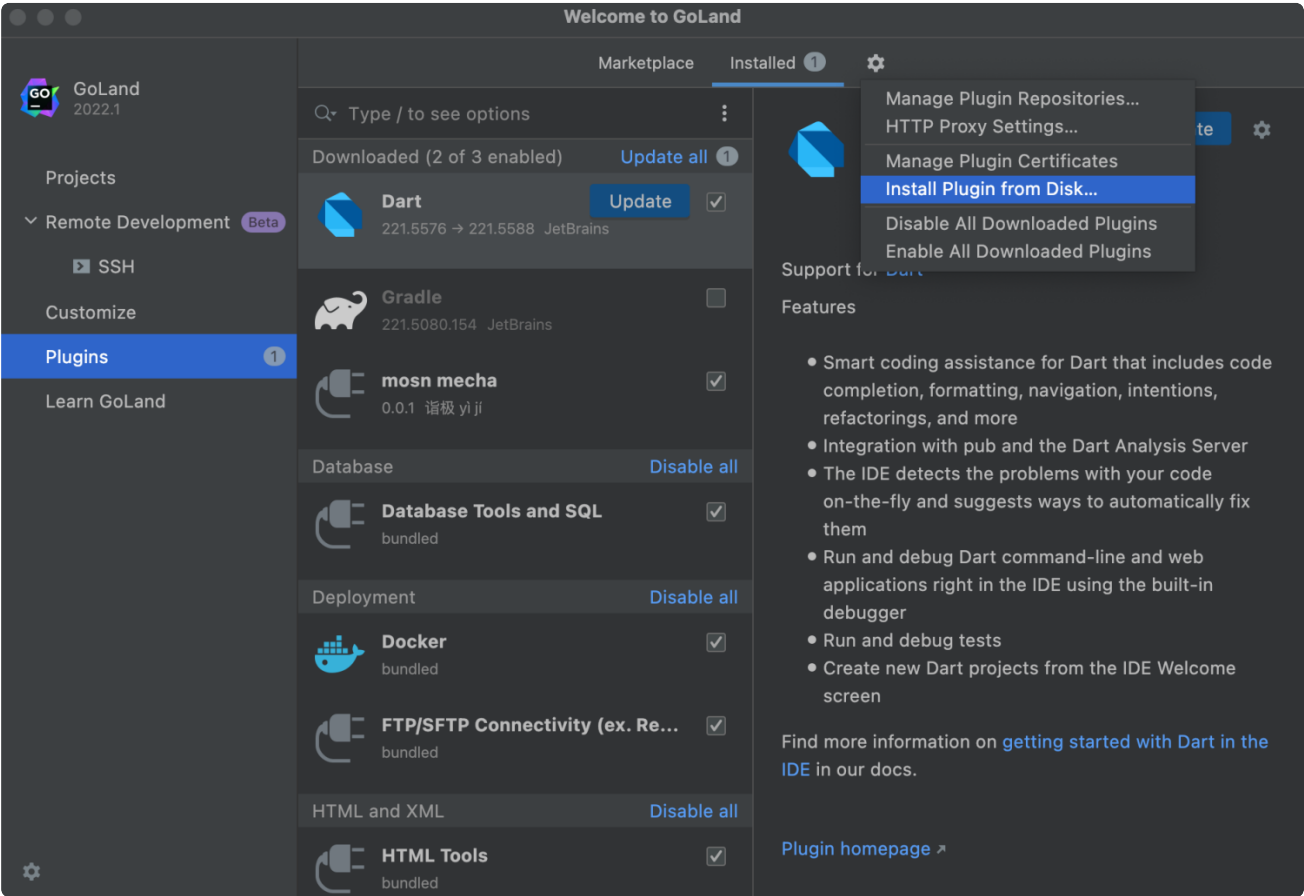 Welcome to GoLand
GO
GoLand
2022.1
Projects
Remote Development Beta
SSH
Customize
Plugins 1
Learn GoLand
Marketplace Installed 1
Type / to see options
Downloaded (2 of 3 enabled) Update all 1
Dart Update
221.5576 → 221.5588 JetBrains
Gradle
221.5080.154 JetBrains
mosn mecha
0.0.1 诣极 yì jí
Database Disable all
Database Tools and SQL
bundled
Deployment Disable all
Docker
bundled
FTP/SFTP Connectivity (ex. Re...
bundled
HTML and XML Disable all
HTML Tools
bundled
Manage Plugin Repositories...
HTTP Proxy Settings...
Manage Plugin Certificates
Install Plugin from Disk...
Disable All Downloaded Plugins
Enable All Downloaded Plugins
te
Support for Dart
Features
Smart coding assistance for Dart that includes code
completion, formatting, navigation, intentions,
refactorings, and more
Integration with pub and the Dart Analysis Server
The IDE detects the problems with your code
on-the-fly and suggests ways to automatically fix
them
Run and debug Dart command-line and web
applications right in the IDE using the built-in
debugger
Run and debug tests
Create new Dart projects from the IDE Welcome
screen
Find more information on getting started with Dart in the
IDE in our docs.
Plugin homepage ↗